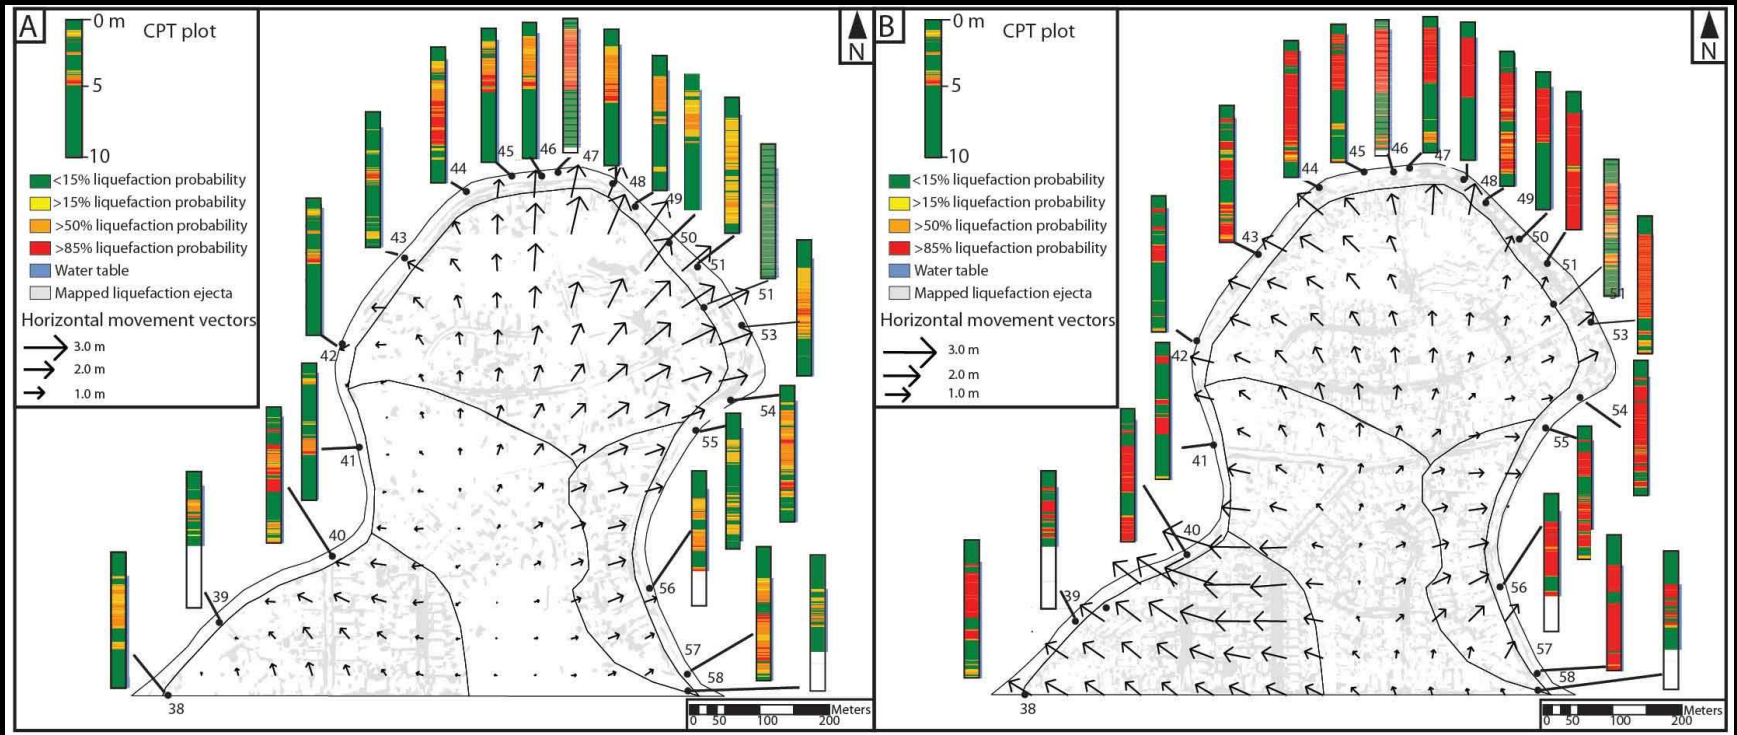 A
0 m
CPT plot
5
10
<15% liquefaction probability
>15% liquefaction probability
>50% liquefaction probability
>85% liquefaction probability
Water table
Mapped liquefaction ejecta
Horizontal movement vectors
3.0 m
2.0 m
1.0 m
N
38
39
40
41
42
43
44
45
46
47
48
49
50
51
51
53
54
55
56
57
58
Meters
0 50 100 200
B
0 m
CPT plot
5
10
<15% liquefaction probability
>15% liquefaction probability
>50% liquefaction probability
>85% liquefaction probability
Water table
Mapped liquefaction ejecta
Horizontal movement vectors
3.0 m
2.0 m
1.0 m
N
38
39
40
41
42
43
44
45
46
47
48
49
50
51
51
53
54
55
56
57
58
Meters
0 50 100 200